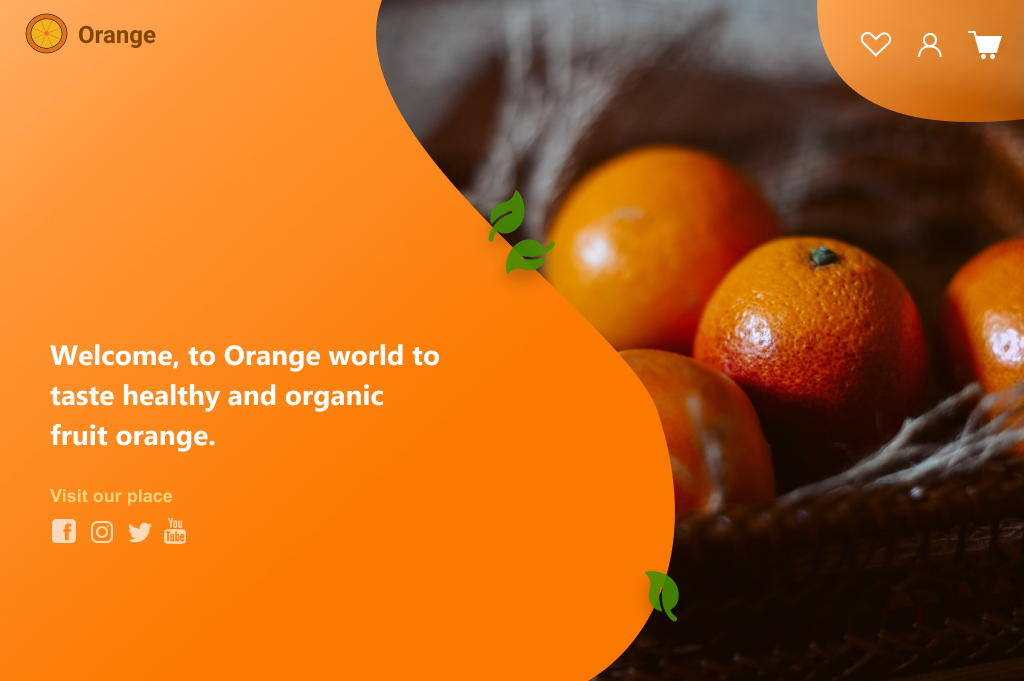 Orange
Welcome, to Orange world to
taste healthy and organic
fruit orange.
Visit our place
f
You
Tube